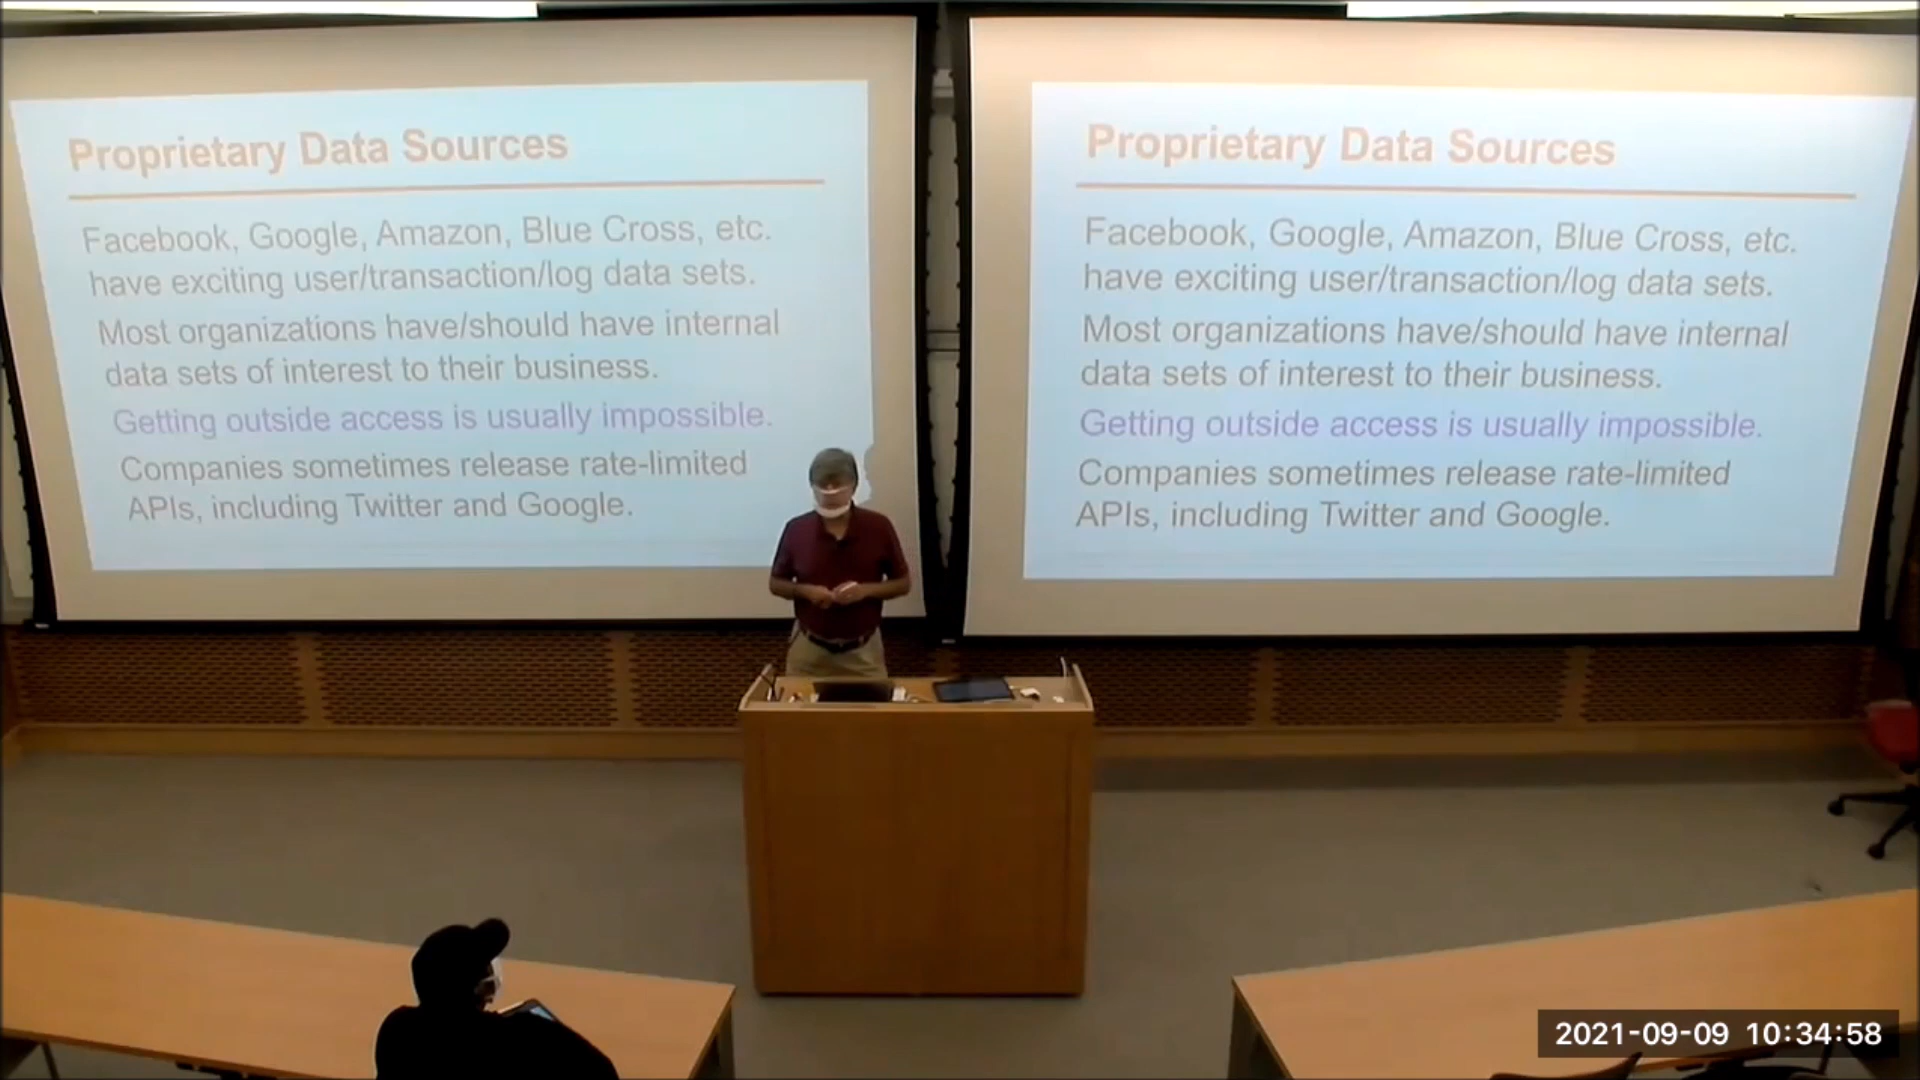 Proprietary Data Sources
Facebook, Google, Amazon, Blue Cross, etc.
have exciting user/transaction/log data sets.
Most organizations have/should have internal
data sets of interest to their business.
Getting outside access is usually impossible.
Companies sometimes release rate-limited
APIs, including Twitter and Google.
Proprietary Data Sources
Facebook, Google, Amazon, Blue Cross, etc.
have exciting user/transaction/log data sets.
Most organizations have/should have internal
data sets of interest to their business.
Getting outside access is usually impossible.
Companies sometimes release rate-limited
APIs, including Twitter and Google.
2021-09-09 10:34:58